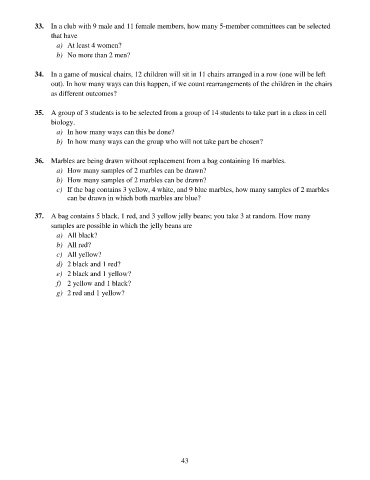 33. In a club with 9 male and 11 female members, how many 5-member committees can be selected
that have
a) At least 4 women?
b) No more than 2 men?
34. In a game of musical chairs, 12 children will sit in 11 chairs arranged in a row (one will be left
out). In how many ways can this happen, if we count rearrangements of the children in the chairs
as different outcomes?
35. A group of 3 students is to be selected from a group of 14 students to take part in a class in cell
biology.
a) In how many ways can this be done?
b) In how many ways can the group who will not take part be chosen?
36. Marbles are being drawn without replacement from a bag containing 16 marbles.
a) How many samples of 2 marbles can be drawn?
b) How many samples of 2 marbles can be drawn?
c) If the bag contains 3 yellow, 4 white, and 9 blue marbles, how many samples of 2 marbles
can be drawn in which both marbles are blue?
37. A bag contains 5 black, 1 red, and 3 yellow jelly beans; you take 3 at random. How many
samples are possible in which the jelly beans are
a) All black?
b) All red?
c) All yellow?
d) 2 black and 1 red?
e) 2 black and 1 yellow?
f) 2 yellow and 1 black?
g) 2 red and 1 yellow?
43